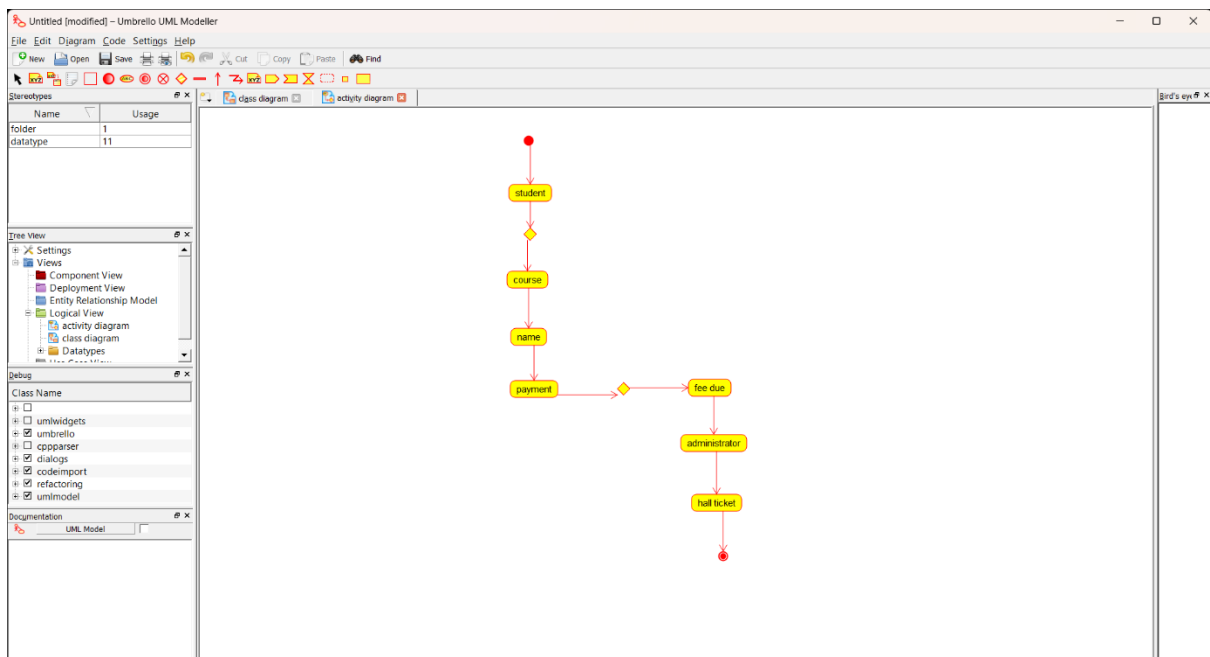 Untitled [modified] – Umbrello UML Modeller
File Edit Diagram Code Settings Help
New Open Save Cut Copy Paste Find
Stereotypes
class diagram activity diagram
Bird's eye
Name Usage
folder 1
datatype 11
Tree View
Settings
Views
Component View
Deployment View
Entity Relationship Model
Logical View
activity diagram
class diagram
Datatypes
Debug
Class Name
umlwidgets
umbrello
cppparser
dialogs
codeimport
refactoring
umlmodel
Documentation
UML Model
student
course
name
payment
fee due
administrator
hall ticket